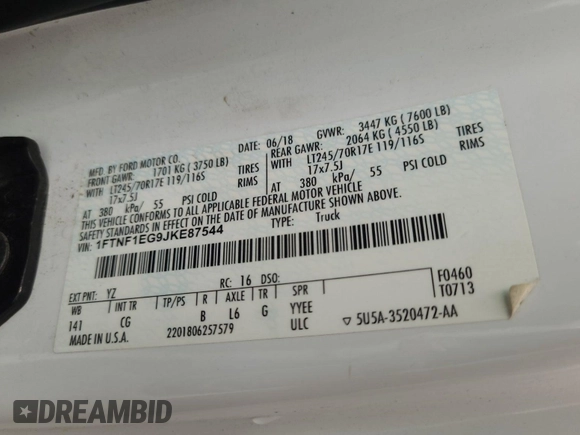 MFD. BY FORD MOTOR CO.
DATE: 06/18 GVWR: 3447 KG ( 7600 LB)
FRONT GAWR: 1701 KG ( 3750 LB) REAR GAWR: 2064 KG ( 4550 LB)
WITH LT245/70R17E 119/116S TIRES WITH LT245/70R17E 119/116S TIRES
17x7.5J RIMS 17x7.5J RIMS
AT 380 kPa/ 55 PSI COLD AT 380 kPa/ 55 PSI COLD
THIS VEHICLE CONFORMS TO ALL APPLICABLE FEDERAL MOTOR VEHICLE
SAFETY STANDARDS IN EFFECT ON THE DATE OF MANUFACTURE SHOWN ABOVE.
VIN: 1FTNF1EG9JKE87544 TYPE: Truck
EXT PNT: YZ RC: 16 DSO: F0460
WB INT TR TP/PS R AXLE TR SPR T0713
141 CG B L6 G YYEE
MADE IN U.S.A. 2201806257579 ULC ▽ 5U5A-3520472-AA
DREAMBID